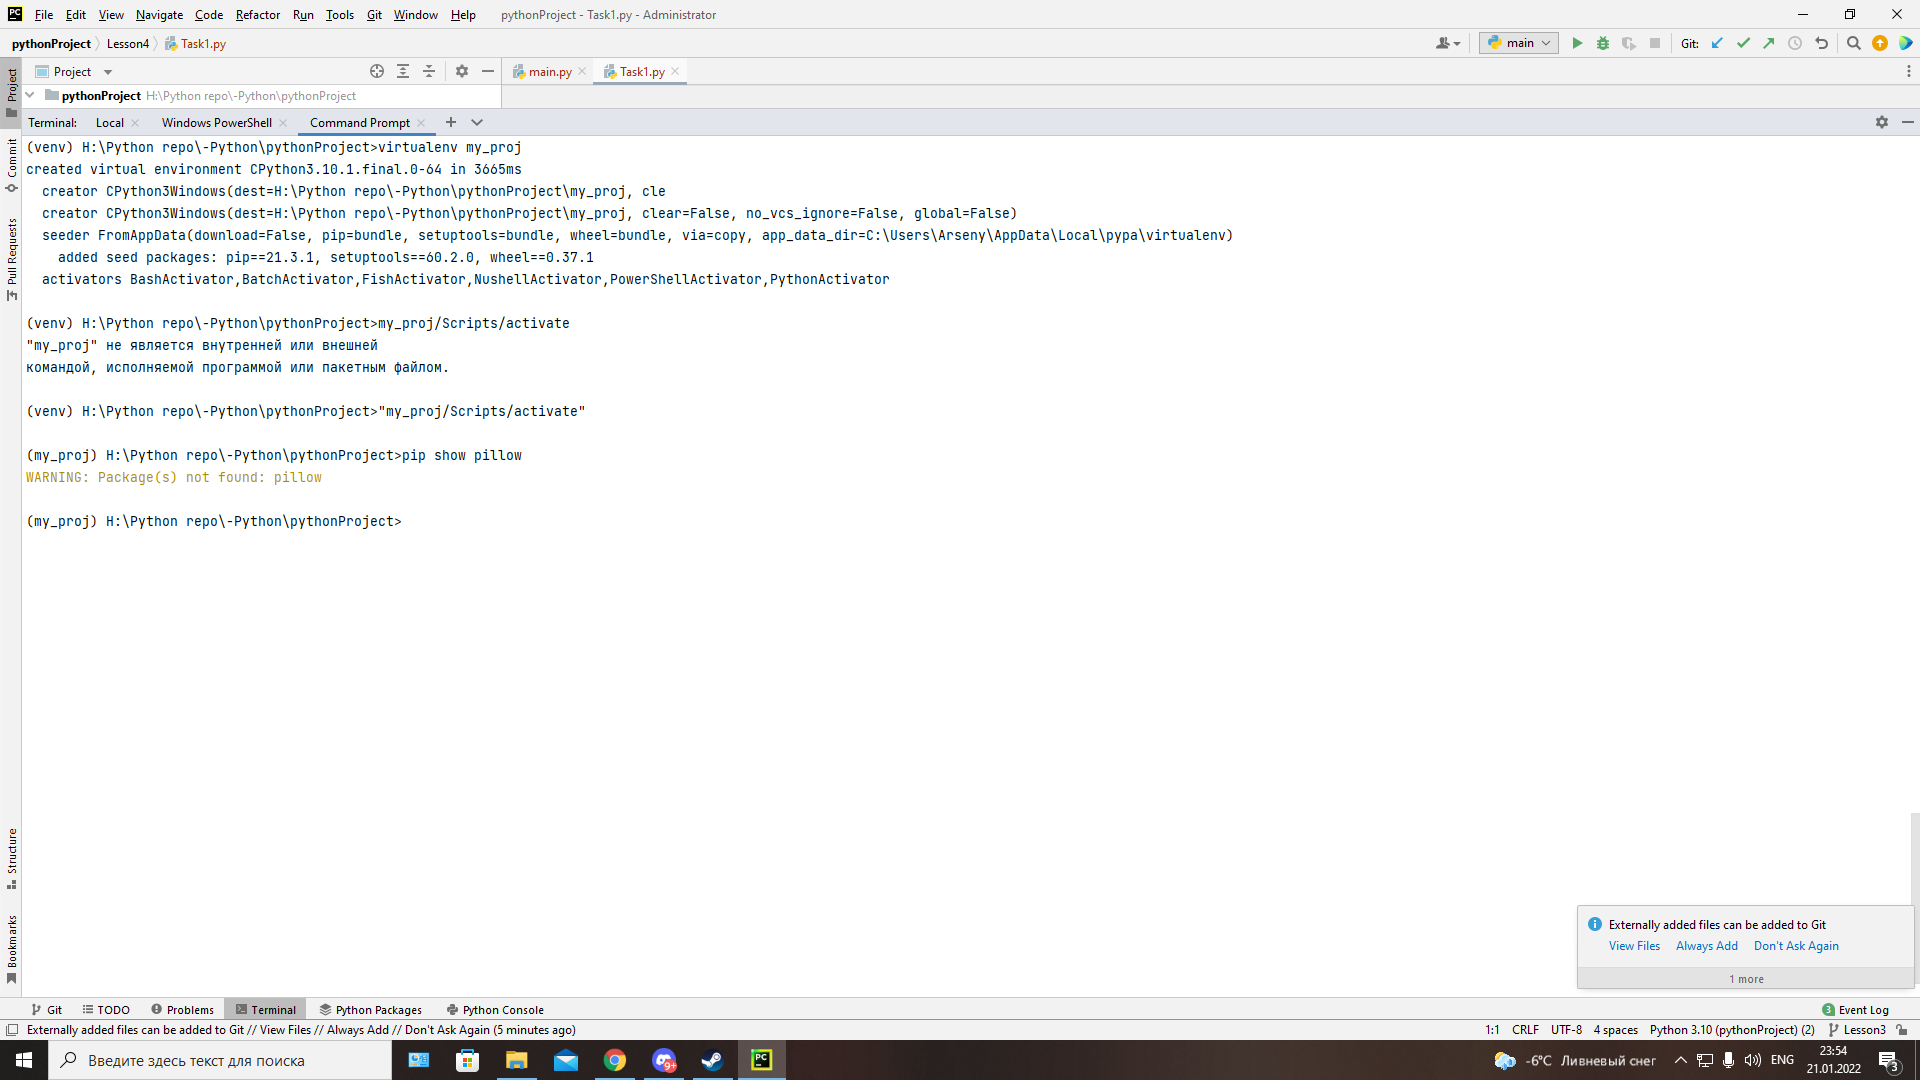 PC File Edit View Navigate Code Refactor Run Tools Git Window Help pythonProject - Task1.py - Administrator
pythonProject Lesson4 Task1.py main Git:
Project main.py Task1.py
pythonProject H:\Python repo\-Python\pythonProject
Terminal: Local Windows PowerShell Command Prompt
(venv) H:\Python repo\-Python\pythonProject>virtualenv my_proj
created virtual environment CPython3.10.1.final.0-64 in 3665ms
creator CPython3Windows(dest=H:\Python repo\-Python\pythonProject\my_proj, cle
creator CPython3Windows(dest=H:\Python repo\-Python\pythonProject\my_proj, clear=False, no_vcs_ignore=False, global=False)
seeder FromAppData(download=False, pip=bundle, setuptools=bundle, wheel=bundle, via=copy, app_data_dir=C:\Users\Arseny\AppData\Local\pypa\virtualenv)
added seed packages: pip==21.3.1, setuptools==60.2.0, wheel==0.37.1
activators BashActivator,BatchActivator,FishActivator,NushellActivator,PowerShellActivator,PythonActivator
(venv) H:\Python repo\-Python\pythonProject>my_proj/Scripts/activate
"my_proj" не является внутренней или внешней
командой, исполняемой программой или пакетным файлом.
(venv) H:\Python repo\-Python\pythonProject>"my_proj/Scripts/activate"
(my_proj) H:\Python repo\-Python\pythonProject>pip show pillow
WARNING: Package(s) not found: pillow
(my_proj) H:\Python repo\-Python\pythonProject>
Project
Commit
Pull Requests
Structure
Bookmarks
Externally added files can be added to Git
View Files Always Add Don't Ask Again
1 more
Git TODO Problems Terminal Python Packages Python Console 3 Event Log
Externally added files can be added to Git // View Files // Always Add // Don't Ask Again (5 minutes ago) 1:1 CRLF UTF-8 4 spaces Python 3.10 (pythonProject) (2) Lesson3
Введите здесь текст для поиска 9+ PC -6°C Ливневый снег ENG 23:54
21.01.2022 3